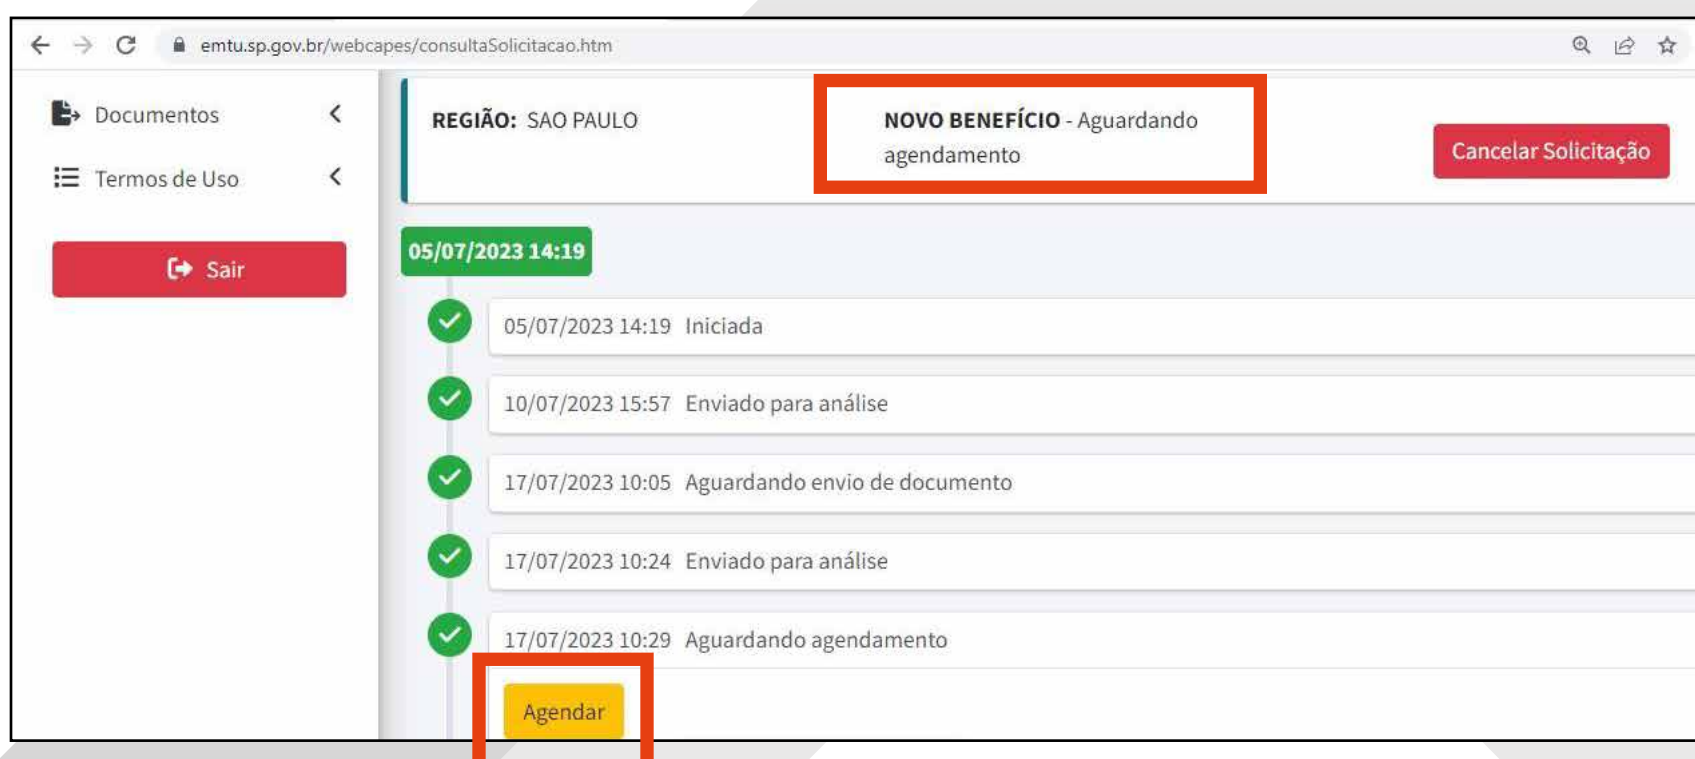 emtu.sp.gov.br/webcapes/consultaSolicitacao.htm
Documentos
Termos de Uso
Sair
REGIÃO: SAO PAULO
NOVO BENEFÍCIO - Aguardando
agendamento
Cancelar Solicitação
05/07/2023 14:19
05/07/2023 14:19 Iniciada
10/07/2023 15:57 Enviado para análise
17/07/2023 10:05 Aguardando envio de documento
17/07/2023 10:24 Enviado para análise
17/07/2023 10:29 Aguardando agendamento
Agendar